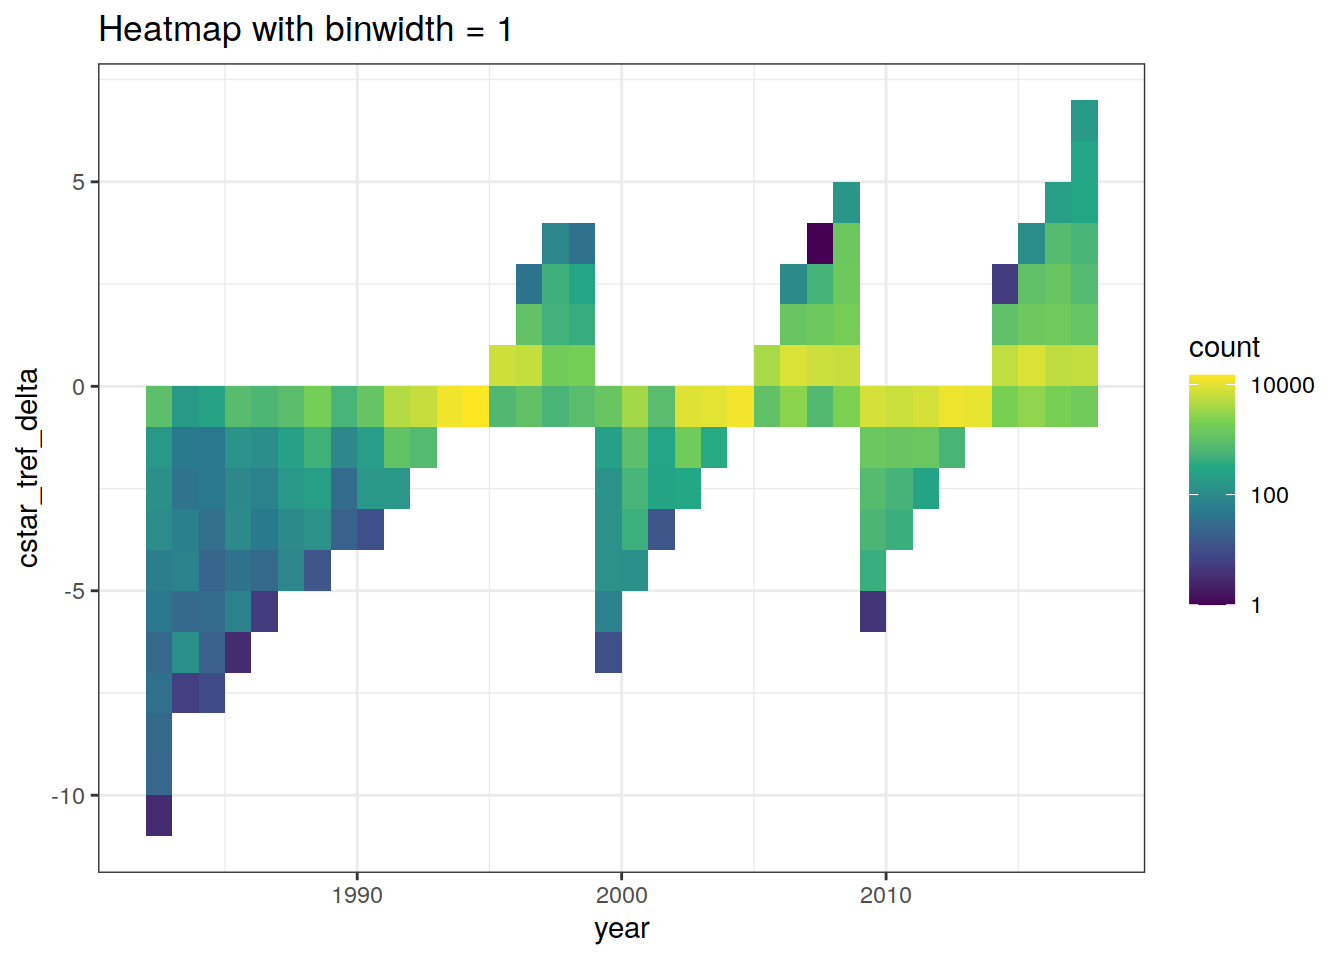 Heatmap with binwidth = 1
cstar_tref_delta
5
0
-5
-10
1990
2000
2010
year
count
10000
100
1